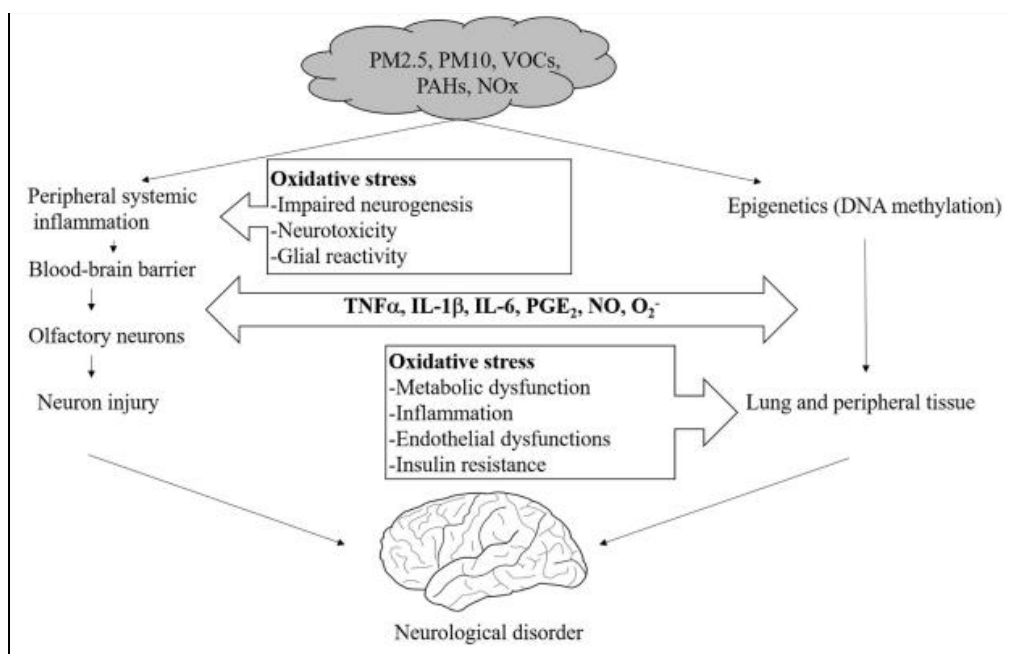 PM2.5, PM10, VOCs,
PAHs, NOx
Oxidative stress
-Impaired neurogenesis
-Neurotoxicity
-Glial reactivity
Peripheral systemic
inflammation
Epigenetics (DNA methylation)
Blood-brain barrier
TNFα, IL-1β, IL-6, PGE₂, NO, O₂⁻
Olfactory neurons
Oxidative stress
-Metabolic dysfunction
-Inflammation
-Endothelial dysfunctions
-Insulin resistance
Neuron injury
Lung and peripheral tissue
Neurological disorder